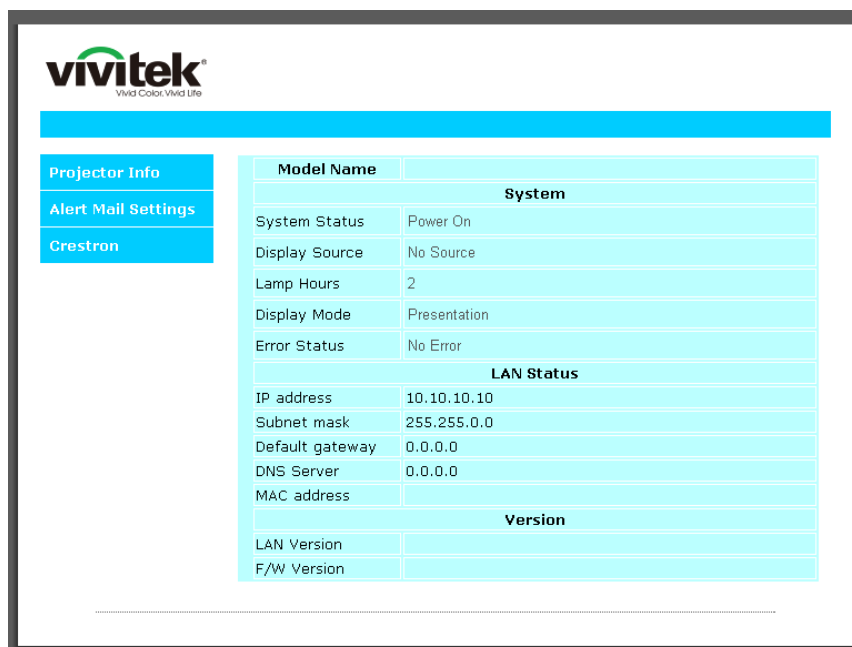 vivitek®
Vivid Color.Vivid Life
Projector Info
Alert Mail Settings
Crestron
Model Name
System
System Status Power On
Display Source No Source
Lamp Hours 2
Display Mode Presentation
Error Status No Error
LAN Status
IP address 10.10.10.10
Subnet mask 255.255.0.0
Default gateway 0.0.0.0
DNS Server 0.0.0.0
MAC address
Version
LAN Version
F/W Version